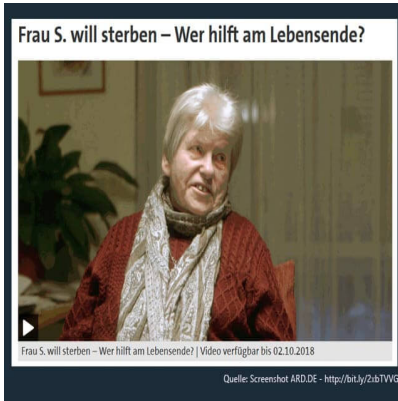 Frau S. will sterben – Wer hilft am Lebensende?
Frau S. will sterben – Wer hilft am Lebensende? | Video verfügbar bis 02.10.2018
Quelle: Screenshot ARD.DE - http://bit.ly/2xbTVVG